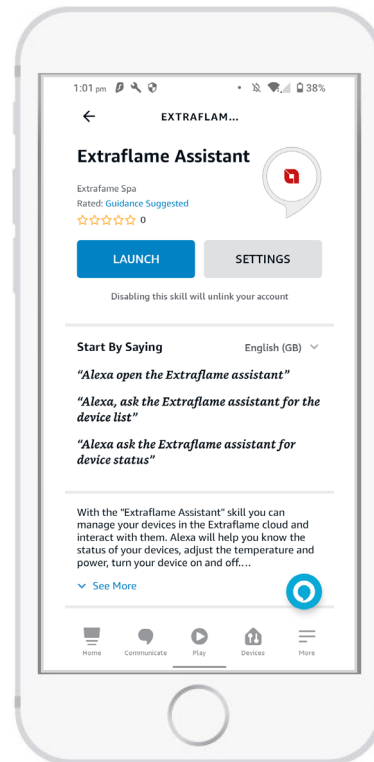 1:01 pm
38%
EXTRAFLAM...
Extraflame Assistant
Extrafame Spa
Rated: Guidance Suggested
0
LAUNCH
SETTINGS
Disabling this skill will unlink your account
Start By Saying
English (GB)
“Alexa open the Extraflame assistant”
“Alexa, ask the Extraflame assistant for the
device list”
“Alexa ask the Extraflame assistant for
device status”
With the "Extraflame Assistant" skill you can
manage your devices in the Extraflame cloud and
interact with them. Alexa will help you know the
status of your devices, adjust the temperature and
power, turn your device on and off....
See More
Home
Communicate
Play
Devices
More